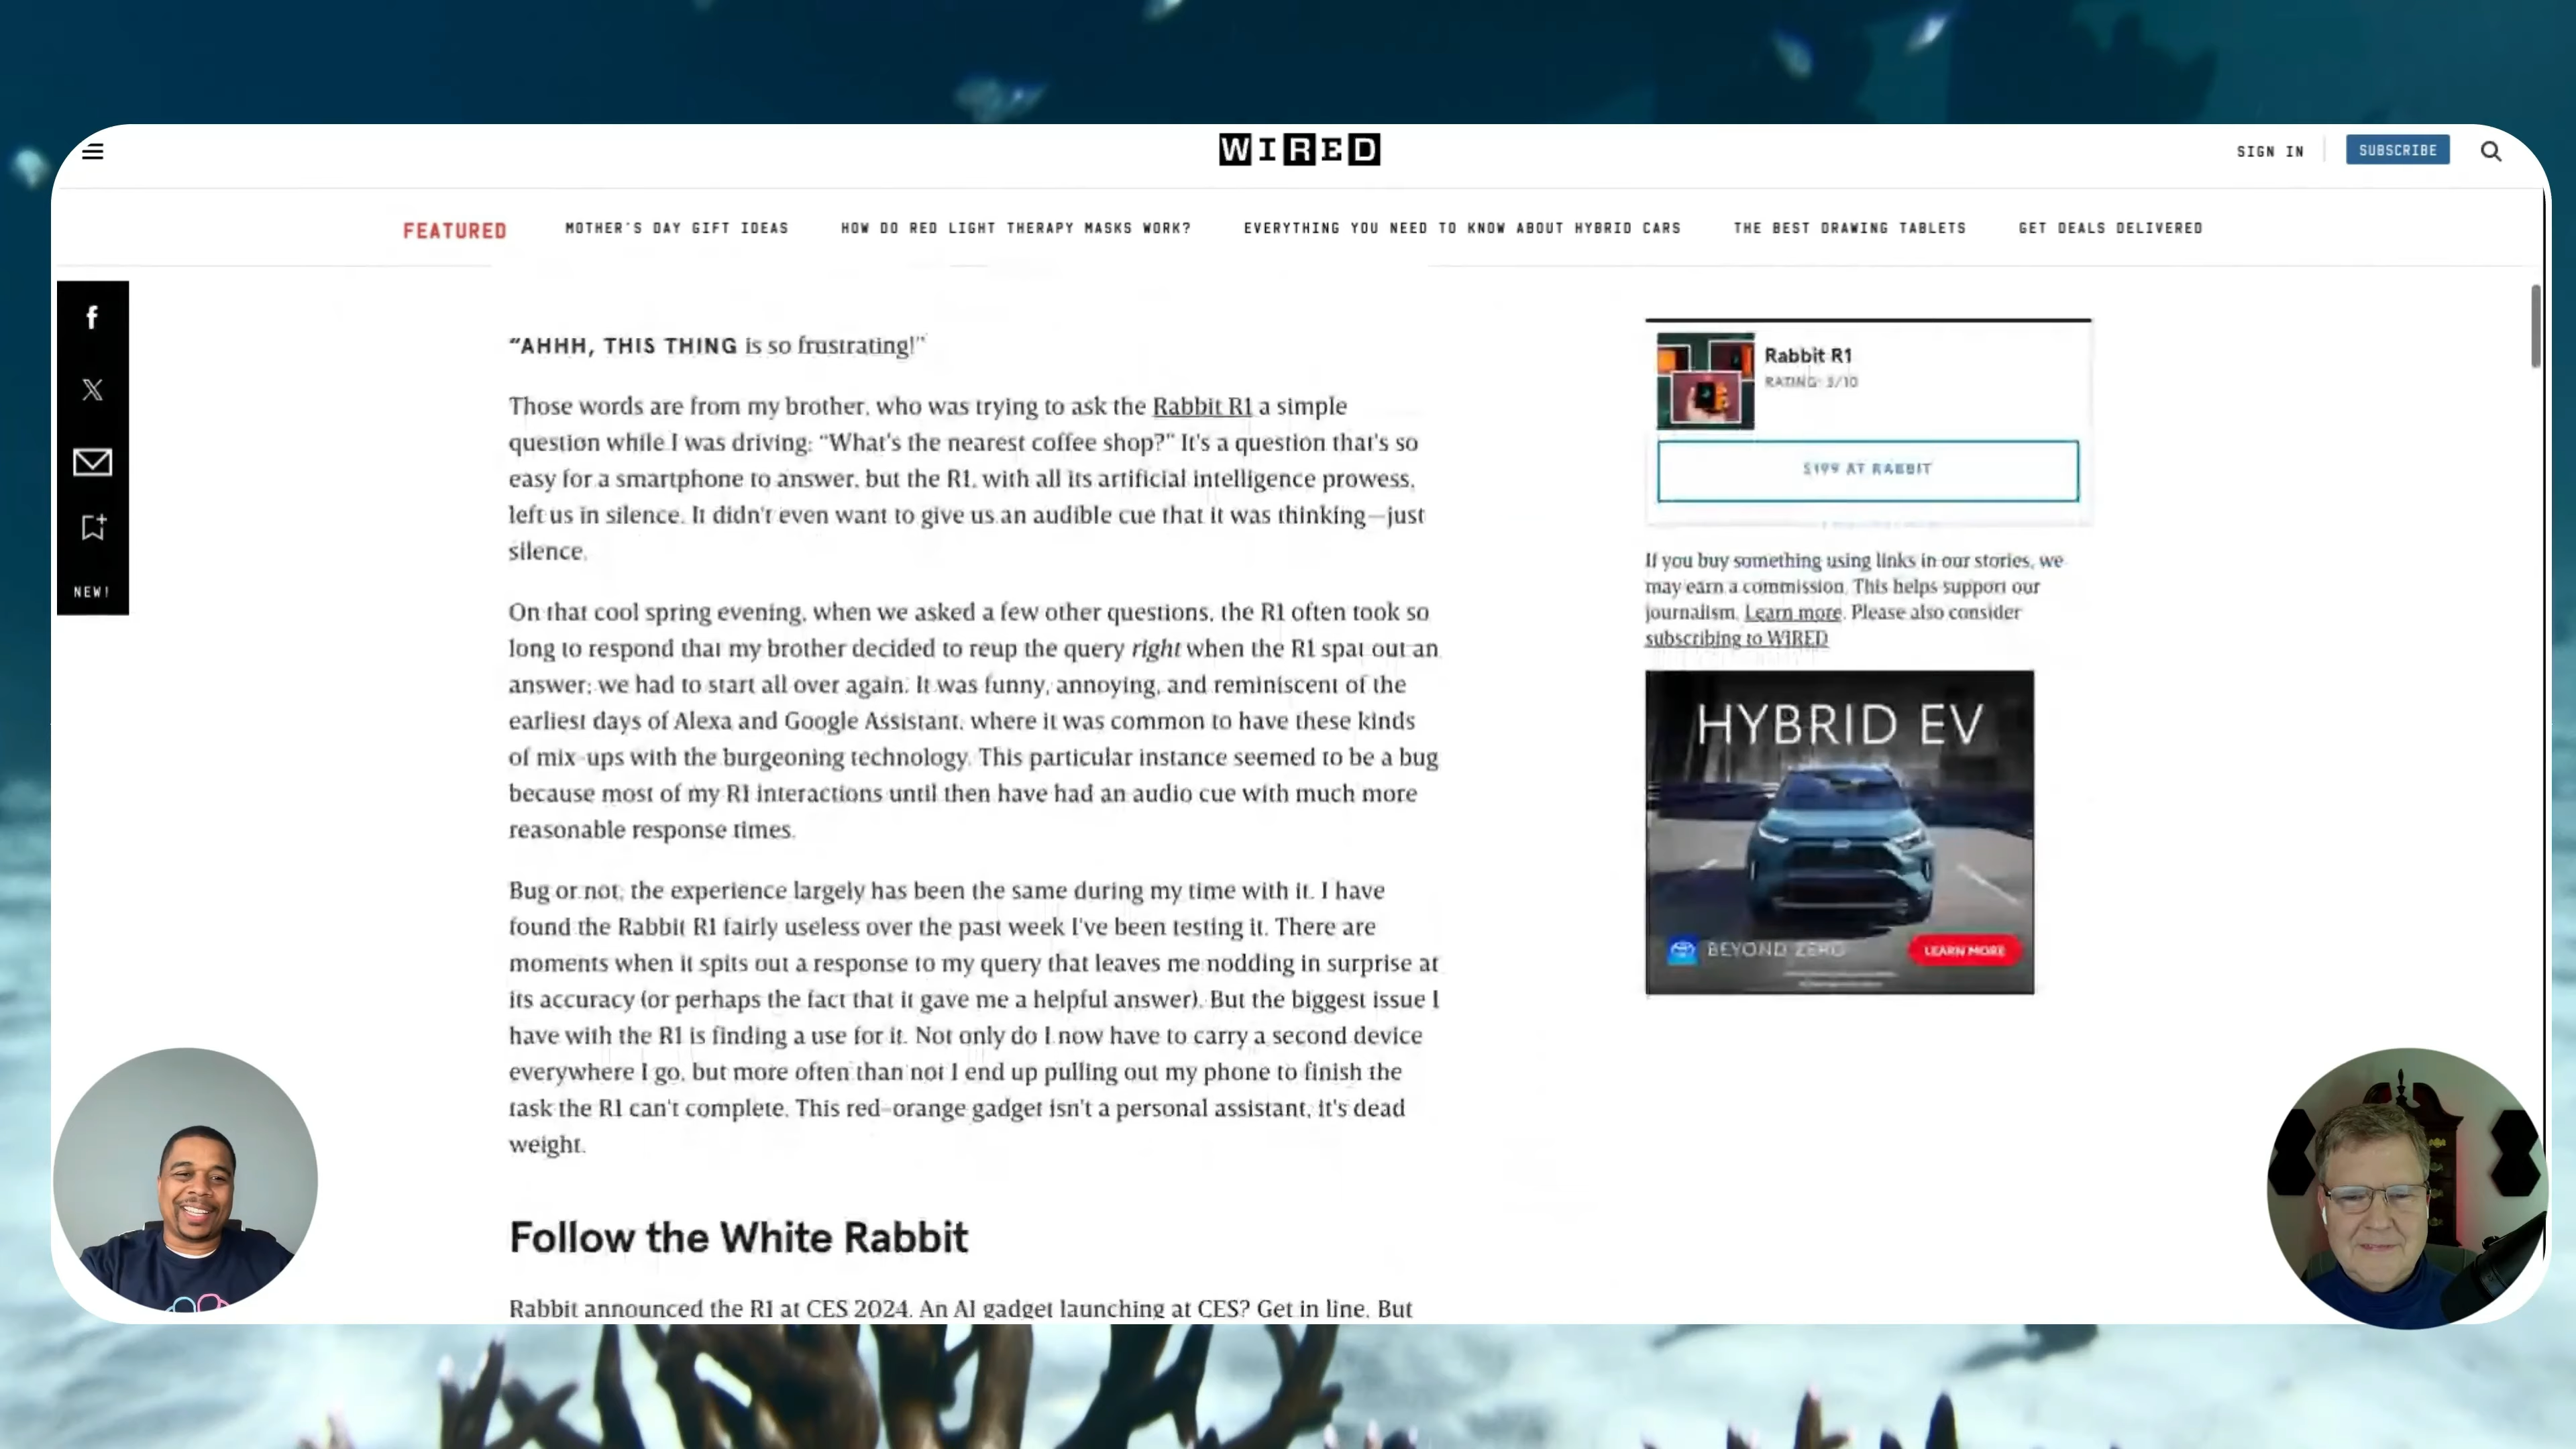 WIRED
SIGN IN
SUBSCRIBE
FEATURED
MOTHER'S DAY GIFT IDEAS
HOW DO RED LIGHT THERAPY MASKS WORK?
EVERYTHING YOU NEED TO KNOW ABOUT HYBRID CARS
THE BEST DRAWING TABLETS
GET DEALS DELIVERED
NEW!
“AHHH, THIS THING is so frustrating!”
Those words are from my brother, who was trying to ask the Rabbit R1 a simple
question while I was driving: “What's the nearest coffee shop?” It's a question that's so
easy for a smartphone to answer, but the R1, with all its artificial intelligence prowess,
left us in silence. It didn't even want to give us an audible cue that it was thinking—just
silence.
On that cool spring evening, when we asked a few other questions, the R1 often took so
long to respond that my brother decided to reup the query right when the R1 spat out an
answer; we had to start all over again. It was funny, annoying, and reminiscent of the
earliest days of Alexa and Google Assistant, where it was common to have these kinds
of mix-ups with the burgeoning technology. This particular instance seemed to be a bug
because most of my R1 interactions until then have had an audio cue with much more
reasonable response times.
Bug or not, the experience largely has been the same during my time with it. I have
found the Rabbit R1 fairly useless over the past week I've been testing it. There are
moments when it spits out a response to my query that leaves me nodding in surprise at
its accuracy (or perhaps the fact that it gave me a helpful answer). But the biggest issue I
have with the R1 is finding a use for it. Not only do I now have to carry a second device
everywhere I go, but more often than not I end up pulling out my phone to finish the
task the R1 can't complete. This red-orange gadget isn't a personal assistant, it's dead
weight.
Follow the White Rabbit
Rabbit announced the R1 at CES 2024. An AI gadget launching at CES? Get in line. But
Rabbit R1
RATING: 3/10
$199 AT RABBIT
If you buy something using links in our stories, we
may earn a commission. This helps support our
journalism. Learn more. Please also consider
subscribing to WIRED
HYBRID EV
BEYOND ZERO
LEARN MORE